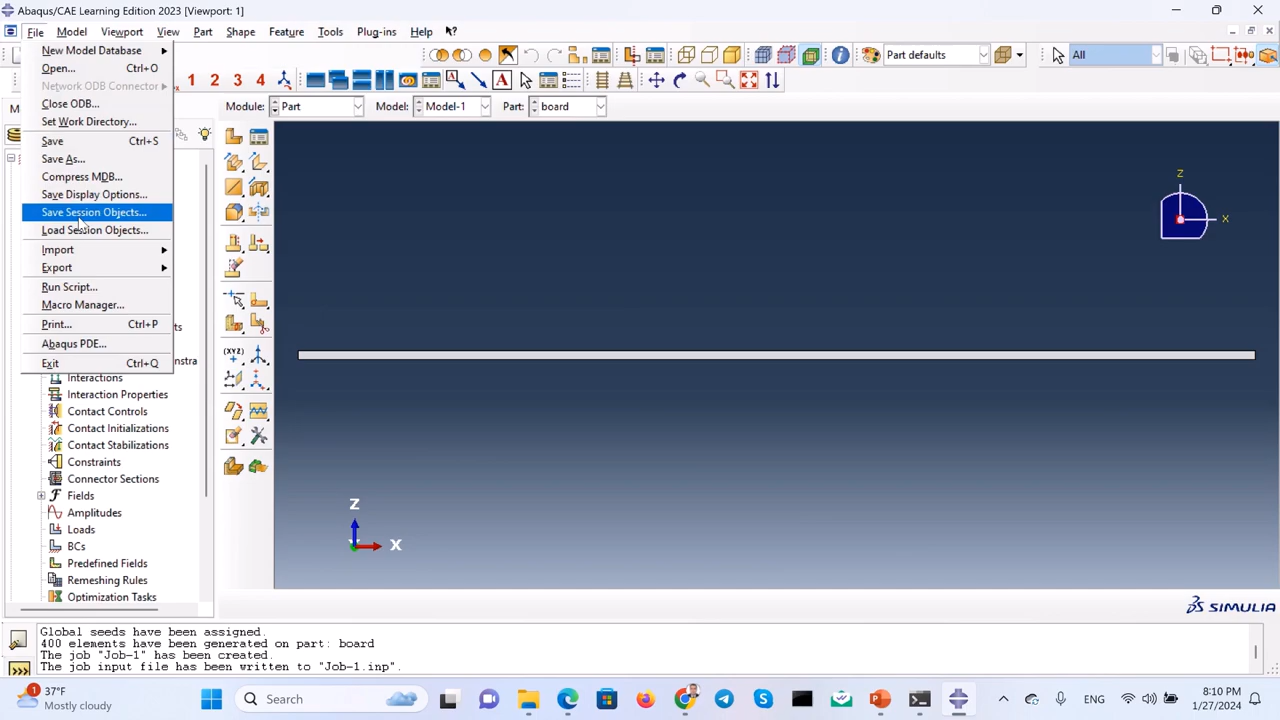 Abaqus/CAE Learning Edition 2023 [Viewport: 1]
File Model Viewport View Part Shape Feature Tools Plug-ins Help
New Model Database
Open... Ctrl+O
Network ODB Connector
Close ODB...
Set Work Directory...
Save Ctrl+S
Save As...
Compress MDB...
Save Display Options...
Save Session Objects...
Load Session Objects...
Import
Export
Run Script...
Macro Manager...
Print... Ctrl+P
Abaqus PDE...
Exit Ctrl+Q
Part defaults
All
1 2 3 4
A
Module: Part Model: Model-1 Part: board
(XYZ)
Z
X
Z
X
Interactions
Interaction Properties
Contact Controls
Contact Initializations
Contact Stabilizations
Constraints
Connector Sections
Fields
Amplitudes
Loads
BCs
Predefined Fields
Remeshing Rules
Optimization Tasks
SIMULIA
Global seeds have been assigned.
400 elements have been generated on part: board
The job "Job-1" has been created.
The job input file has been written to "Job-1.inp".
>>>
1
37°F
Mostly cloudy
Search
ENG
8:10 PM
1/27/2024